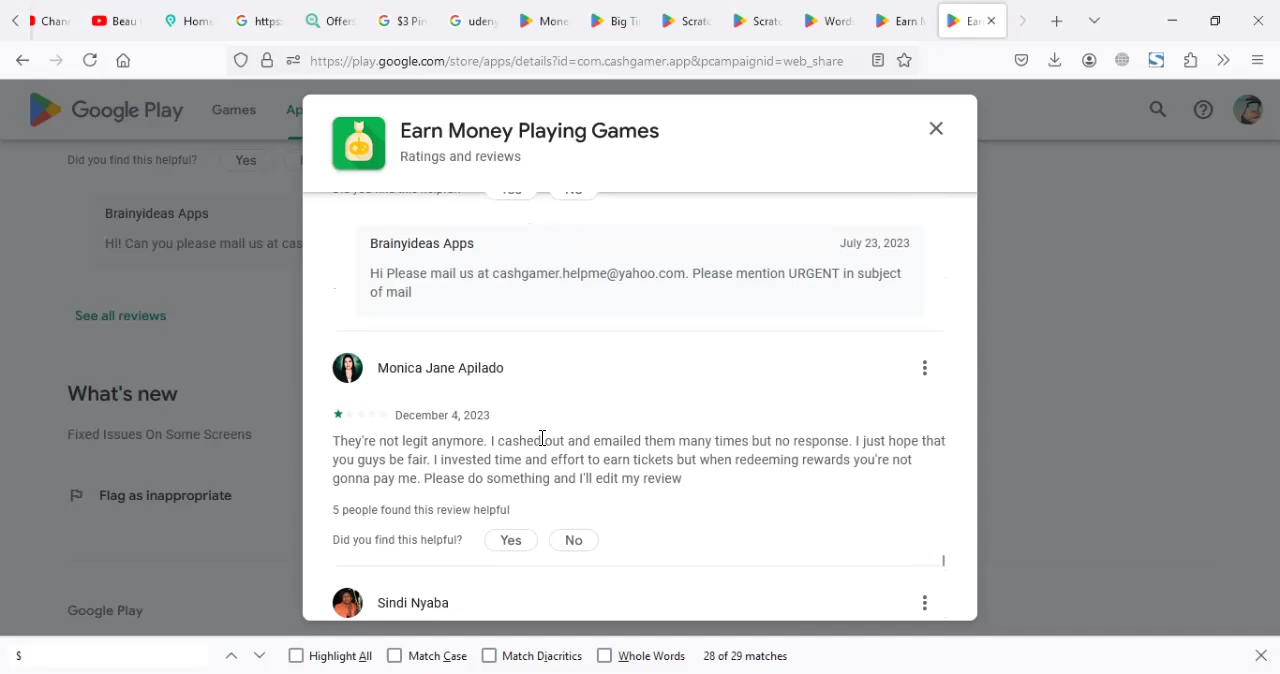 Chan
Beau
Home
https:
Offer
$3 Pi
udem
Mone
Big Ti
Scratc
Scratc
Words
Earn M
Ear
https://play.google.com/store/apps/details?id=com.cashgamer.app&pcampaignid=web_share
Google Play
Games
Ap
Did you find this helpful?
Yes
Brainyideas Apps
Hi! Can you please mail us at cas
See all reviews
What's new
Fixed Issues On Some Screens
Flag as inappropriate
Google Play
Earn Money Playing Games
Ratings and reviews
Brainyideas Apps
July 23, 2023
Hi Please mail us at cashgamer.helpme@yahoo.com. Please mention URGENT in subject
of mail
Monica Jane Apilado
December 4, 2023
They're not legit anymore. I cashed out and emailed them many times but no response. I just hope that
you guys be fair. I invested time and effort to earn tickets but when redeeming rewards you're not
gonna pay me. Please do something and I'll edit my review
5 people found this review helpful
Did you find this helpful?
Yes
No
Sindi Nyaba
$
Highlight All
Match Case
Match Diacritics
Whole Words
28 of 29 matches